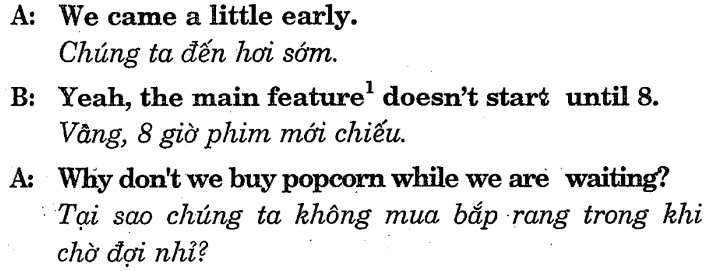 A: We came a little early.
Chúng ta đến hơi sớm.
B: Yeah, the main feature¹ doesn't start until 8.
Vâng, 8 giờ phim mới chiếu.
A: Why don't we buy popcorn while we are waiting?
Tại sao chúng ta không mua bắp rang trong khi
chờ đợi nhỉ?